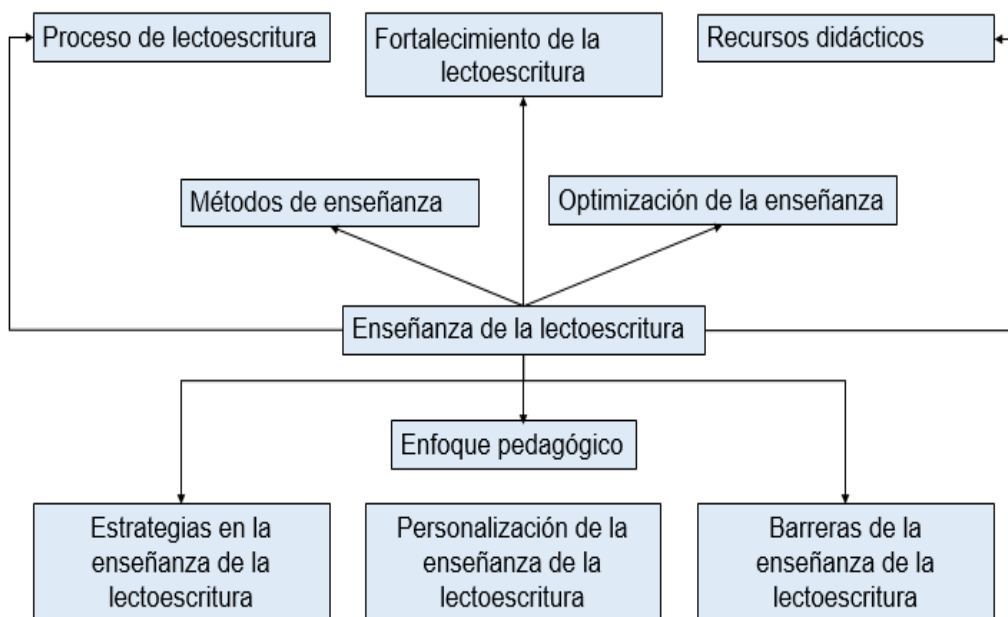 Proceso de lectoescritura
Fortalecimiento de la
lectoescritura
Recursos didácticos
Métodos de enseñanza
Optimización de la enseñanza
Enseñanza de la lectoescritura
Enfoque pedagógico
Estrategias en la
enseñanza de la
lectoescritura
Personalización de la
enseñanza de la
lectoescritura
Barreras de la
enseñanza de la
lectoescritura